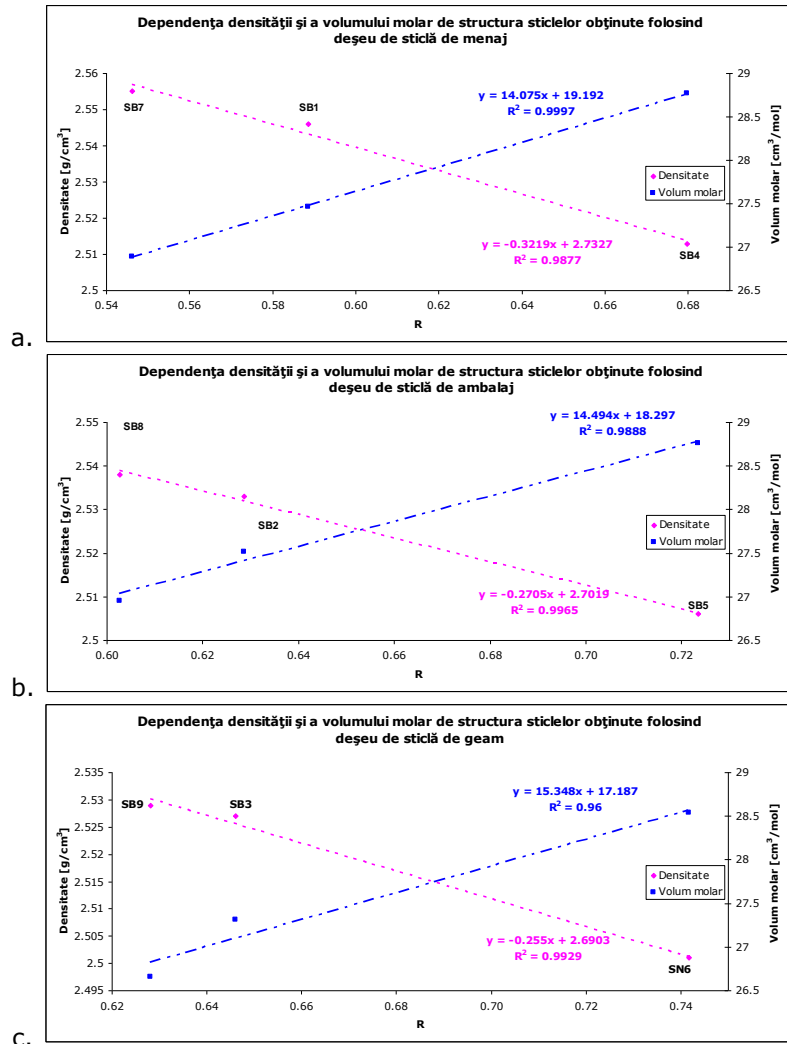 Dependenţa densităţii şi a volumului molar de structura sticlelor obţinute folosind
deşeu de sticlă de menaj
2.56
2.55
2.54
2.53
2.52
2.51
2.5
Densitate [g/cm³]
29
28.5
28
27.5
27
26.5
Volum molar [cm³/mol]
0.54
0.56
0.58
0.60
0.62
0.64
0.66
0.68
R
SB7
SB1
SB4
y = 14.075x + 19.192
R² = 0.9997
y = -0.3219x + 2.7327
R² = 0.9877
Densitate
Volum molar
a.
Dependenţa densităţii şi a volumului molar de structura sticlelor obţinute folosind
deşeu de sticlă de ambalaj
2.55
2.54
2.53
2.52
2.51
2.5
Densitate [g/cm³]
29
28.5
28
27.5
27
26.5
Volum molar [cm³/mol]
0.60
0.62
0.64
0.66
0.68
0.70
0.72
R
SB8
SB2
SB5
y = 14.494x + 18.297
R² = 0.9888
y = -0.2705x + 2.7019
R² = 0.9965
Densitate
Volum molar
b.
Dependenţa densităţii şi a volumului molar de structura sticlelor obţinute folosind
deşeu de sticlă de geam
2.535
2.53
2.525
2.52
2.515
2.51
2.505
2.5
2.495
Densitate [g/cm³]
29
28.5
28
27.5
27
26.5
Volum molar [cm³/mol]
0.62
0.64
0.66
0.68
0.70
0.72
0.74
R
SB9
SB3
SN6
y = 15.348x + 17.187
R² = 0.96
y = -0.255x + 2.6903
R² = 0.9929
Densitate
Volum molar
c.